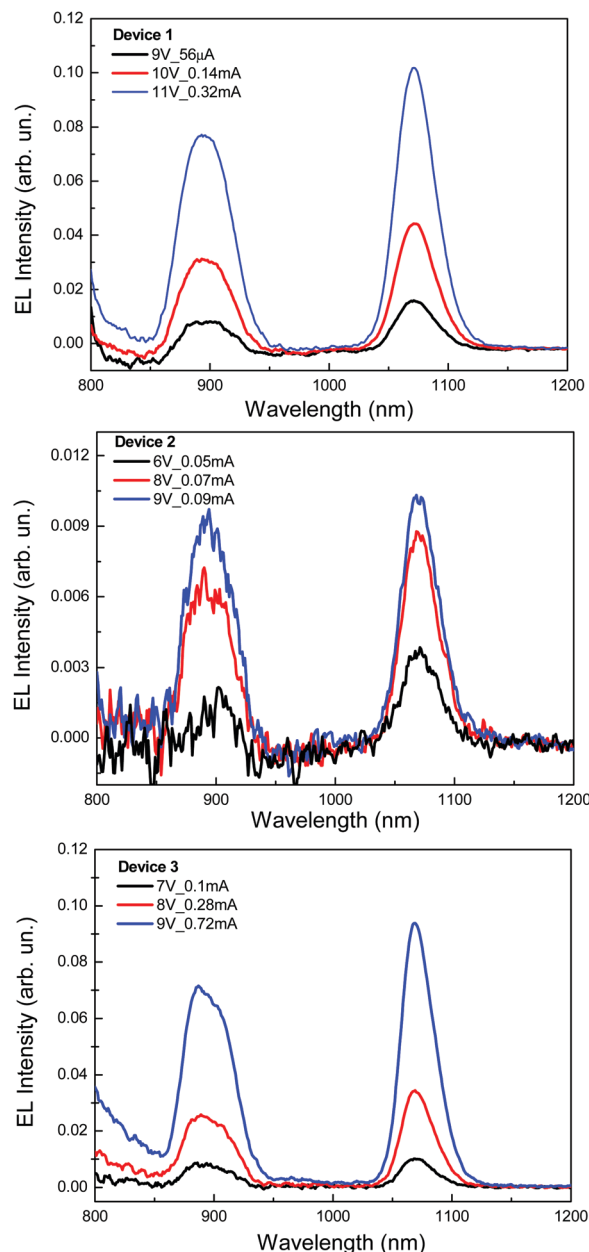 Device 1
9V_56μA
10V_0.14mA
11V_0.32mA
EL Intensity (arb. un.)
0.12
0.10
0.08
0.06
0.04
0.02
0.00
800 900 1000 1100 1200
Wavelength (nm)
Device 2
6V_0.05mA
8V_0.07mA
9V_0.09mA
EL Intensity (arb. un.)
0.012
0.009
0.006
0.003
0.000
800 900 1000 1100 1200
Wavelength (nm)
Device 3
7V_0.1mA
8V_0.28mA
9V_0.72mA
EL Intensity (arb. un.)
0.12
0.10
0.08
0.06
0.04
0.02
0.00
800 900 1000 1100 1200
Wavelength (nm)